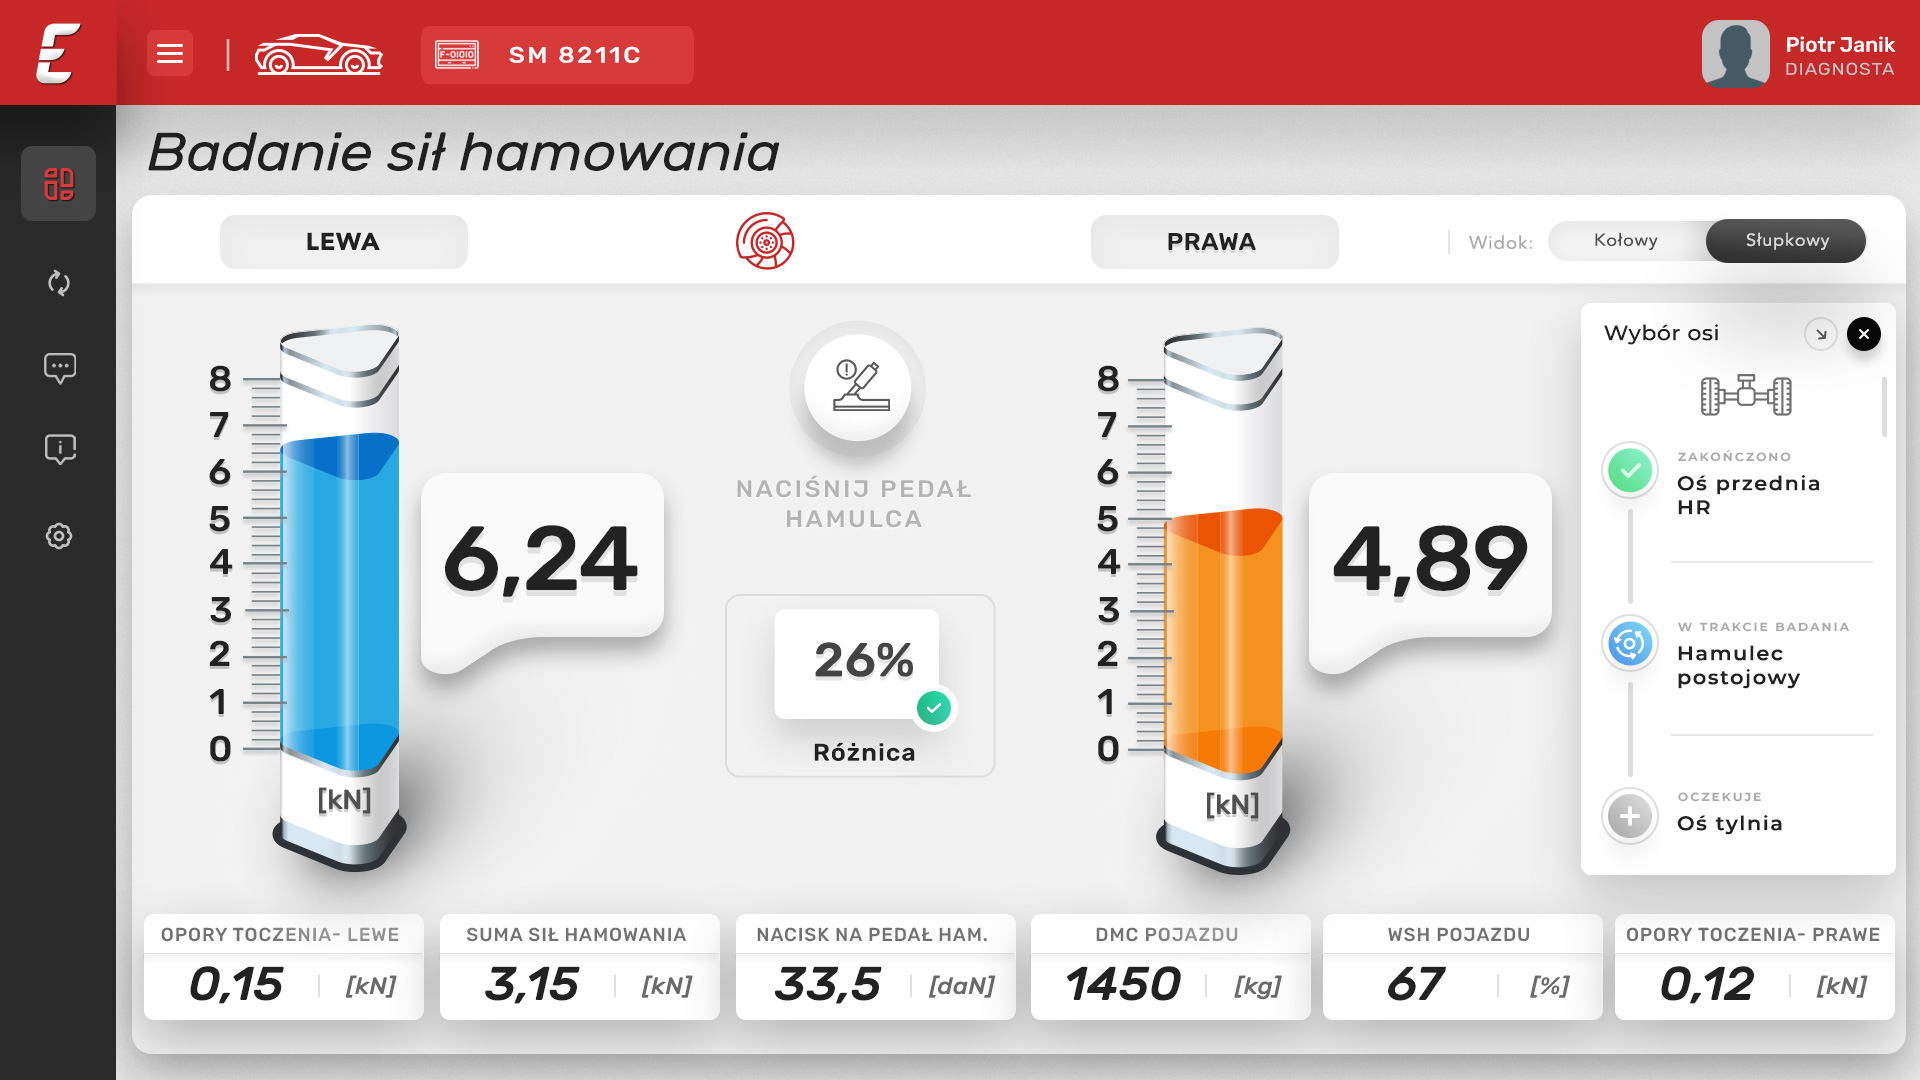 E
F-01010
SM 8211C
Piotr Janik
DIAGNOSTA
Badanie sił hamowania
LEWA
PRAWA
Widok:
Kołowy
Słupkowy
8
7
6
5
4
3
2
1
0
[kN]
6,24
NACIŚNIJ PEDAŁ
HAMULCA
26%
Różnica
8
7
6
5
4
3
2
1
0
[kN]
4,89
Wybór osi
ZAKOŃCZONO
Oś przednia
HR
W TRAKCIE BADANIA
Hamulec
postojowy
OCZEKUJE
Oś tylnia
OPORY TOCZENIA- LEWE
0,15 [kN]
SUMA SIŁ HAMOWANIA
3,15 [kN]
NACISK NA PEDAŁ HAM.
33,5 [daN]
DMC POJAZDU
1450 [kg]
WSH POJAZDU
67 [%]
OPORY TOCZENIA- PRAWE
0,12 [kN]